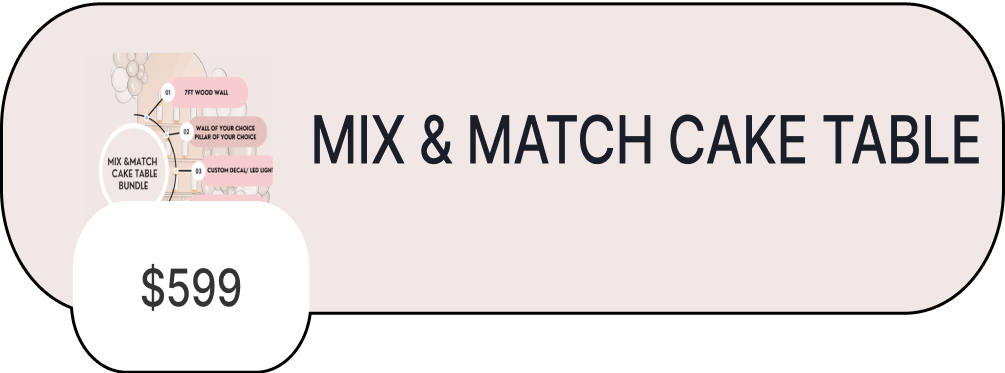 01
7FT WOOD WALL
02
WALL OF YOUR CHOICE
PILLAR OF YOUR CHOICE
MIX &MATCH
CAKE TABLE
BUNDLE
03
CUSTOM DECAL/ LED LIGHT
MIX & MATCH CAKE TABLE
$599